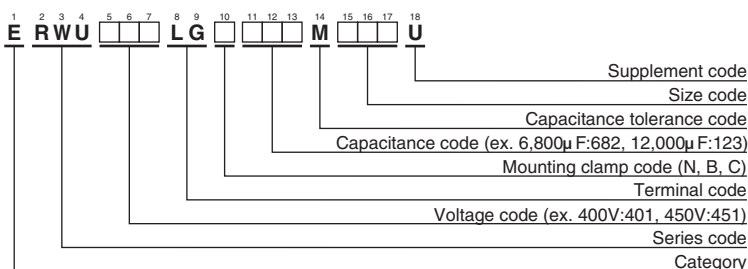 1 2 3 4 5 6 7 8 9 10 11 12 13 14 15 16 17 18
E RWU □□□ LG □ □□□ M □□□ U
Supplement code
Size code
Capacitance tolerance code
Capacitance code (ex. 6,800μF:682, 12,000μF:123)
Mounting clamp code (N, B, C)
Terminal code
Voltage code (ex. 400V:401, 450V:451)
Series code
Category